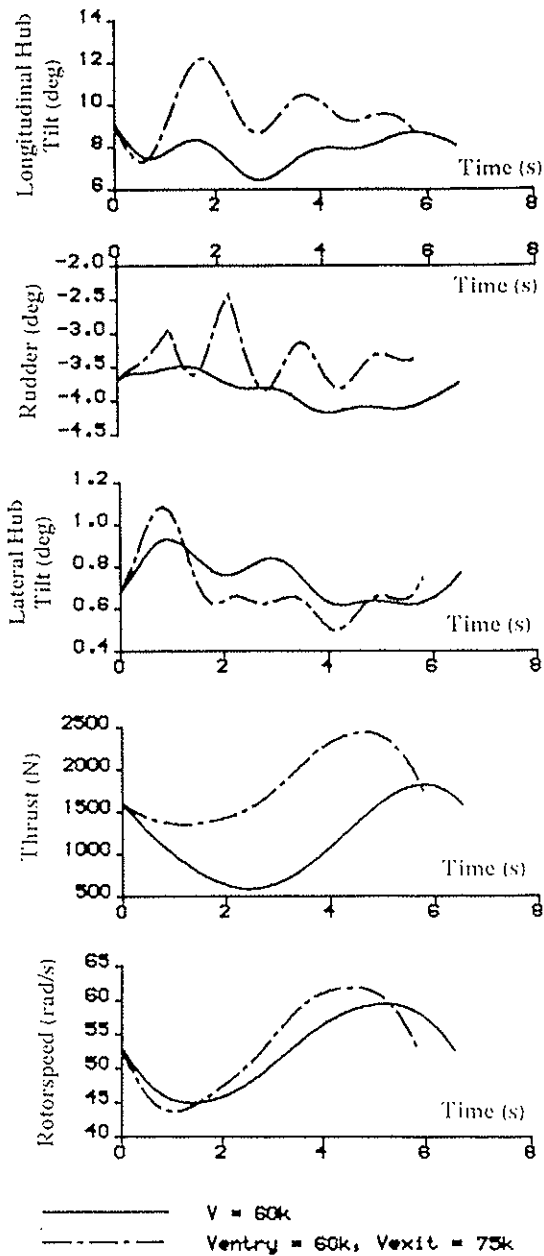 Longitudinal Hub
Tilt (deg)
14
12
10
8
6
Time (s)
0 2 4 6 8
0 2 4 6 8
Rudder (deg)
-2.0
-2.5
-3.0
-3.5
-4.0
-4.5
Time (s)
Lateral Hub
Tilt (deg)
1.2
1.0
0.8
0.6
0.4
Time (s)
0 2 4 6 8
Thrust (N)
2500
2000
1500
1000
500
Time (s)
0 2 4 6 8
Rotorspeed (rad/s)
65
60
55
50
45
40
Time (s)
0 2 4 6 8
V = 60k
Ventry = 60k, Vexit = 75k